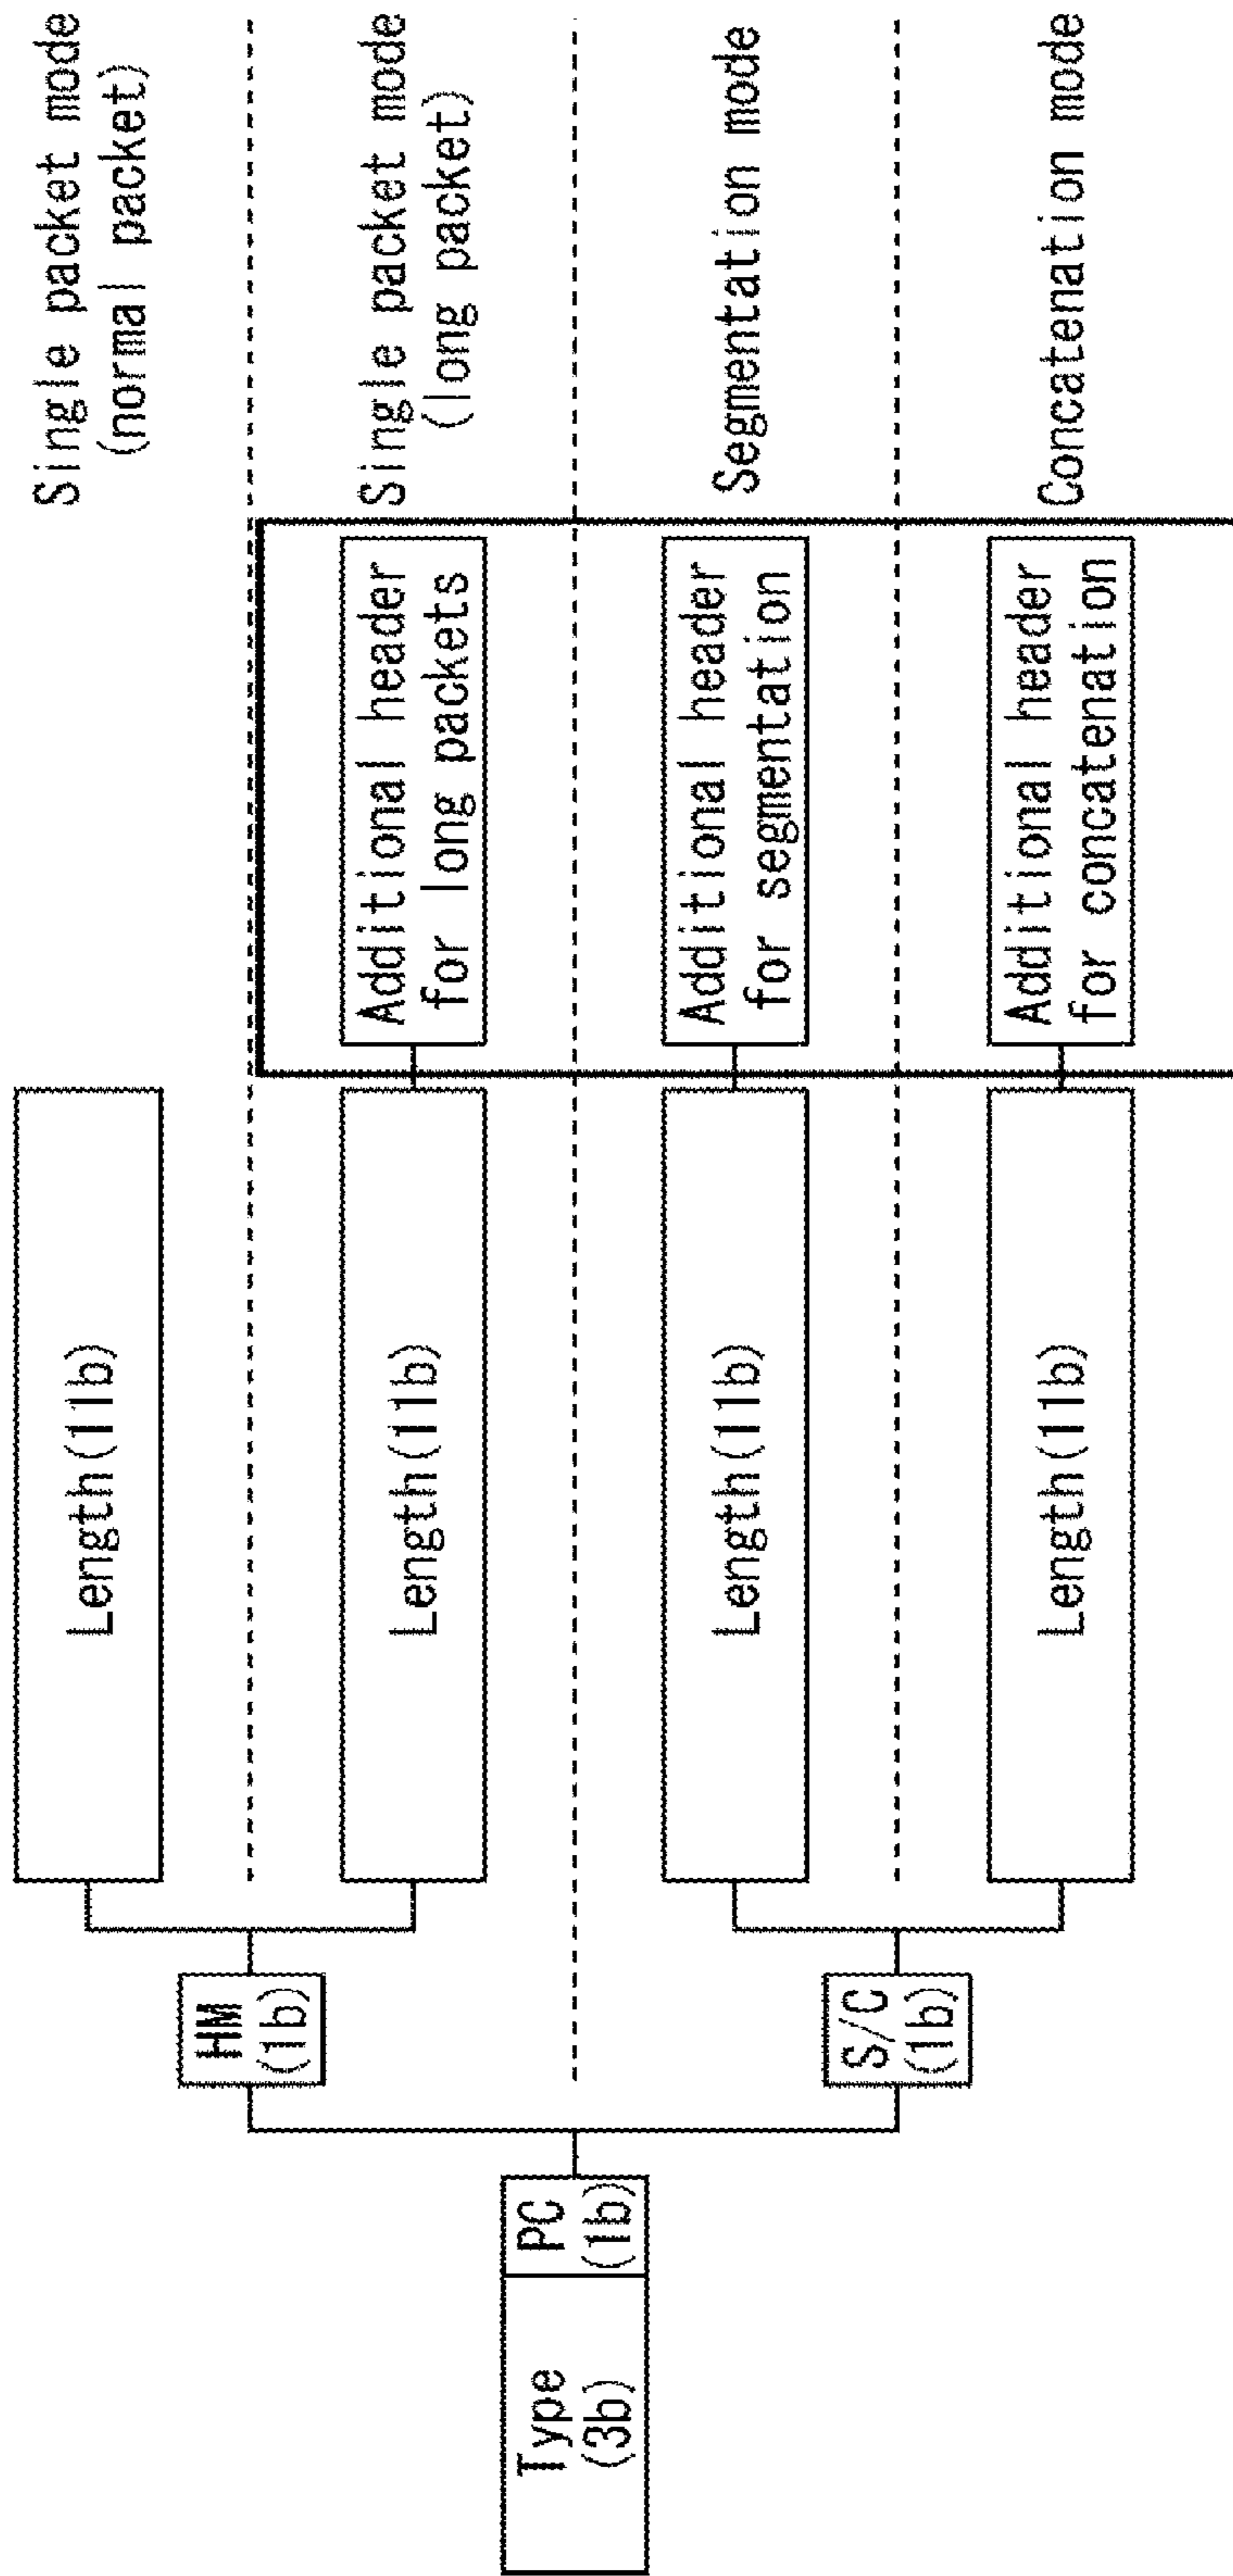 Type
(3b)
PC
(1b)
HM
(1b)
Length(11b)
Single packet mode
(normal packet)
Length(11b)
Additional header
for long packets
Single packet mode
(long packet)
S/C
(1b)
Length(11b)
Additional header
for segmentation
Segmentation mode
Length(11b)
Additional header
for concatenation
Concatenation mode